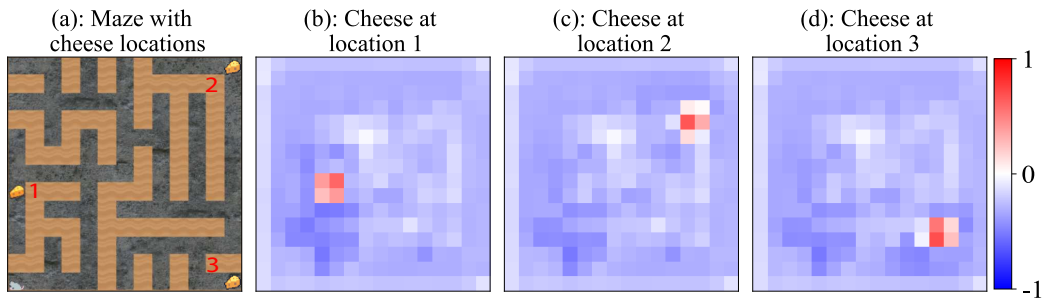 (a): Maze with
cheese locations
(b): Cheese at
location 1
(c): Cheese at
location 2
(d): Cheese at
location 3
2
1
3
1
0
-1